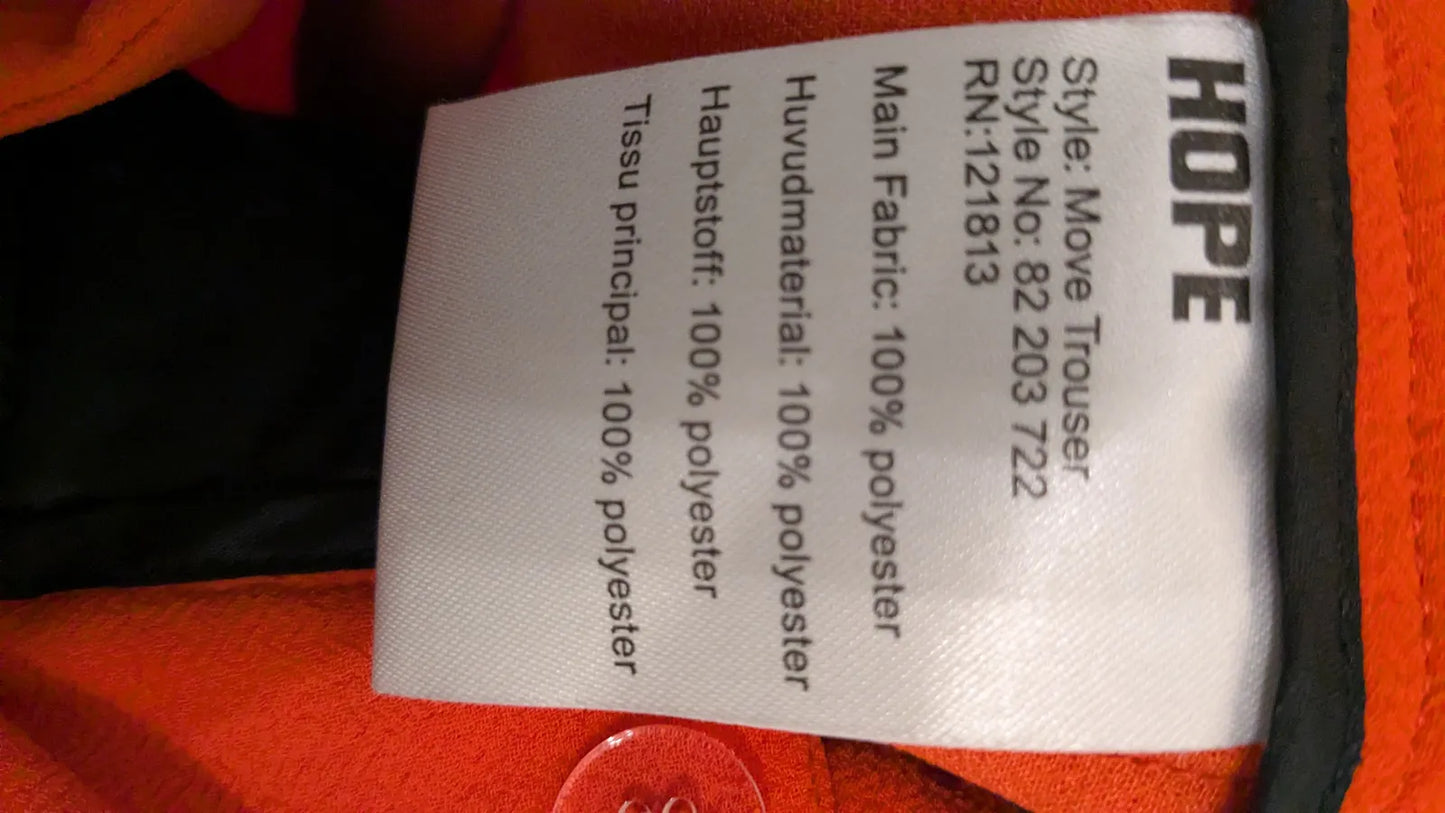 HOPE
Style: Move Trouser
Style No: 82 203 722
RN:121813
Main Fabric: 100% polyester
Huvudmaterial: 100% polyester
Hauptstoff: 100% polyester
Tissu principal: 100% polyester